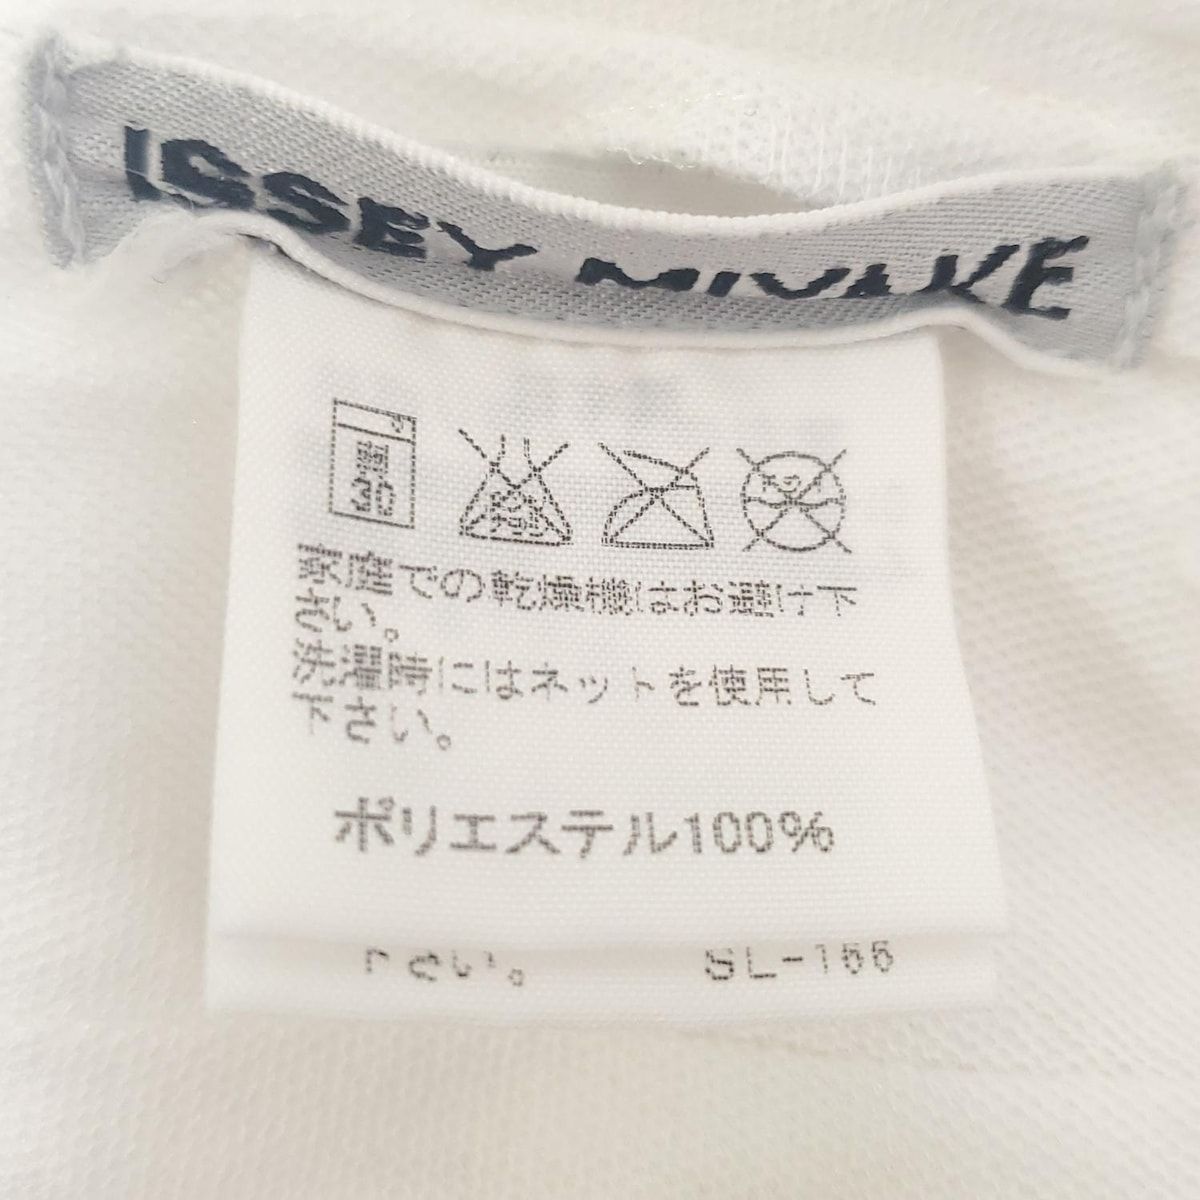 ISSEY MIYAKE
家庭での乾燥機はお避け下
さい。
洗濯時にはネットを使用して
下さい。
ポリエステル100%
下さい。 SL-166